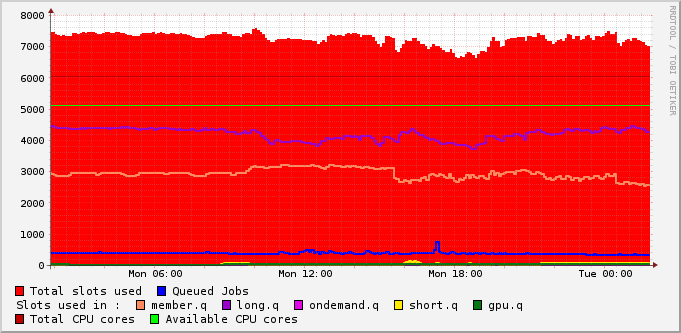 8000
7000
6000
5000
4000
3000
2000
1000
0
Mon 06:00 Mon 12:00 Mon 18:00 Tue 00:00
RRDTOOL / TOBI OETIKER
Total slots used Queued Jobs
Slots used in : member.q long.q ondemand.q short.q gpu.q
Total CPU cores Available CPU cores